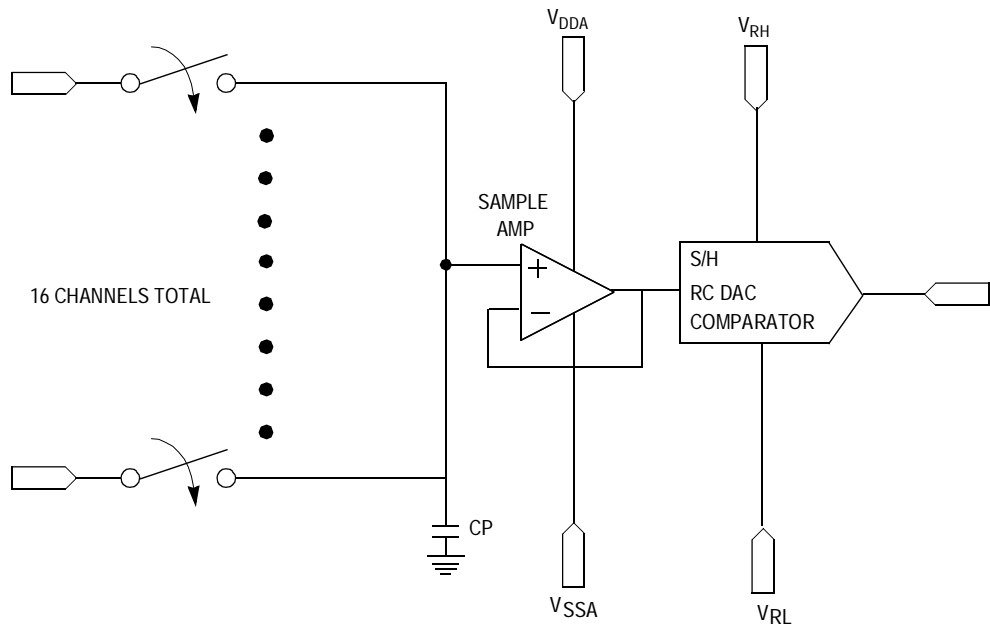 VDDA
VRH
SAMPLE
AMP
+
−
S/H
RC DAC
COMPARATOR
16 CHANNELS TOTAL
CP
VSSA
VRL